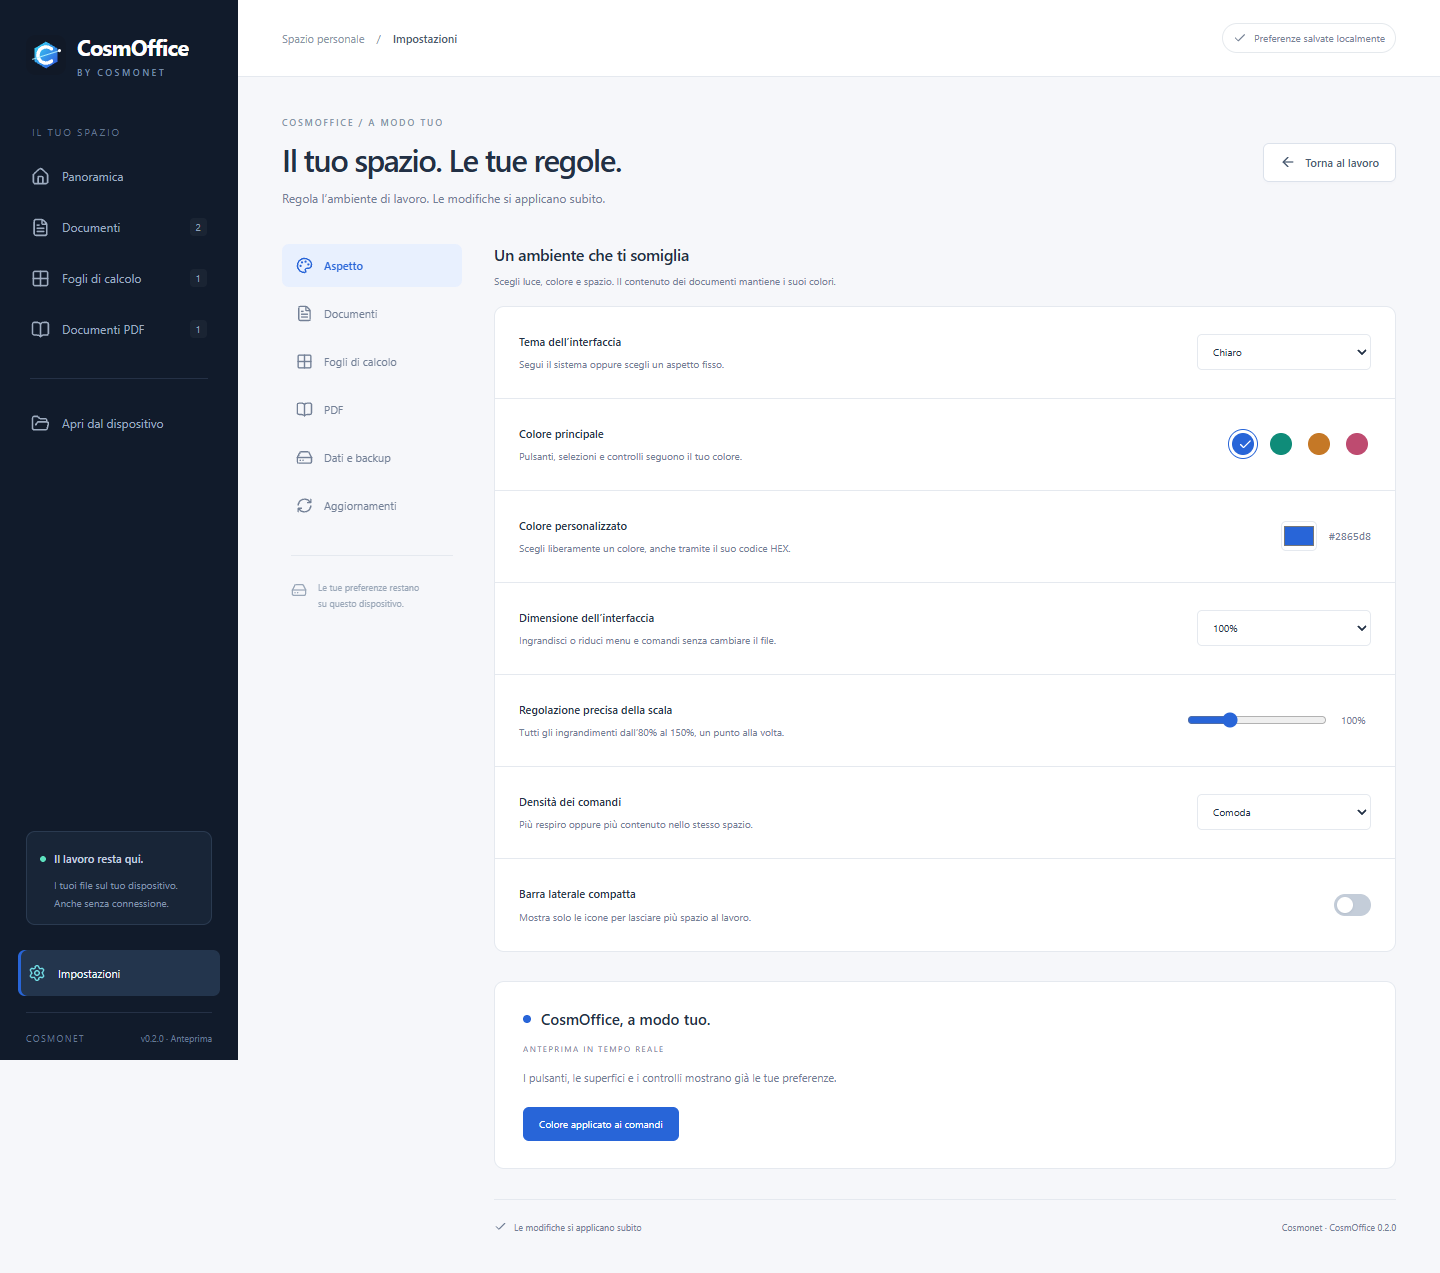 CosmOffice
BY COSMONET
IL TUO SPAZIO
Panoramica
Documenti 2
Fogli di calcolo 1
Documenti PDF 1
Apri dal dispositivo
Il lavoro resta qui.
I tuoi file sul tuo dispositivo.
Anche senza connessione.
Impostazioni
COSMONET v0.2.0 · Anteprima
Spazio personale / Impostazioni
Preferenze salvate localmente
COSMOFFICE / A MODO TUO
Il tuo spazio. Le tue regole.
Regola l'ambiente di lavoro. Le modifiche si applicano subito.
Torna al lavoro
Aspetto
Documenti
Fogli di calcolo
PDF
Dati e backup
Aggiornamenti
Le tue preferenze restano
su questo dispositivo.
Un ambiente che ti somiglia
Scegli luce, colore e spazio. Il contenuto dei documenti mantiene i suoi colori.
Tema dell'interfaccia
Segui il sistema oppure scegli un aspetto fisso.
Chiaro
Colore principale
Pulsanti, selezioni e controlli seguono il tuo colore.
Colore personalizzato
Scegli liberamente un colore, anche tramite il suo codice HEX.
#2865d8
Dimensione dell'interfaccia
Ingrandisci o riduci menu e comandi senza cambiare il file.
100%
Regolazione precisa della scala
Tutti gli ingrandimenti dall'80% al 150%, un punto alla volta.
100%
Densità dei comandi
Più respiro oppure più contenuto nello stesso spazio.
Comoda
Barra laterale compatta
Mostra solo le icone per lasciare più spazio al lavoro.
CosmOffice, a modo tuo.
ANTEPRIMA IN TEMPO REALE
I pulsanti, le superfici e i controlli mostrano già le tue preferenze.
Colore applicato ai comandi
Le modifiche si applicano subito
Cosmonet · CosmOffice 0.2.0